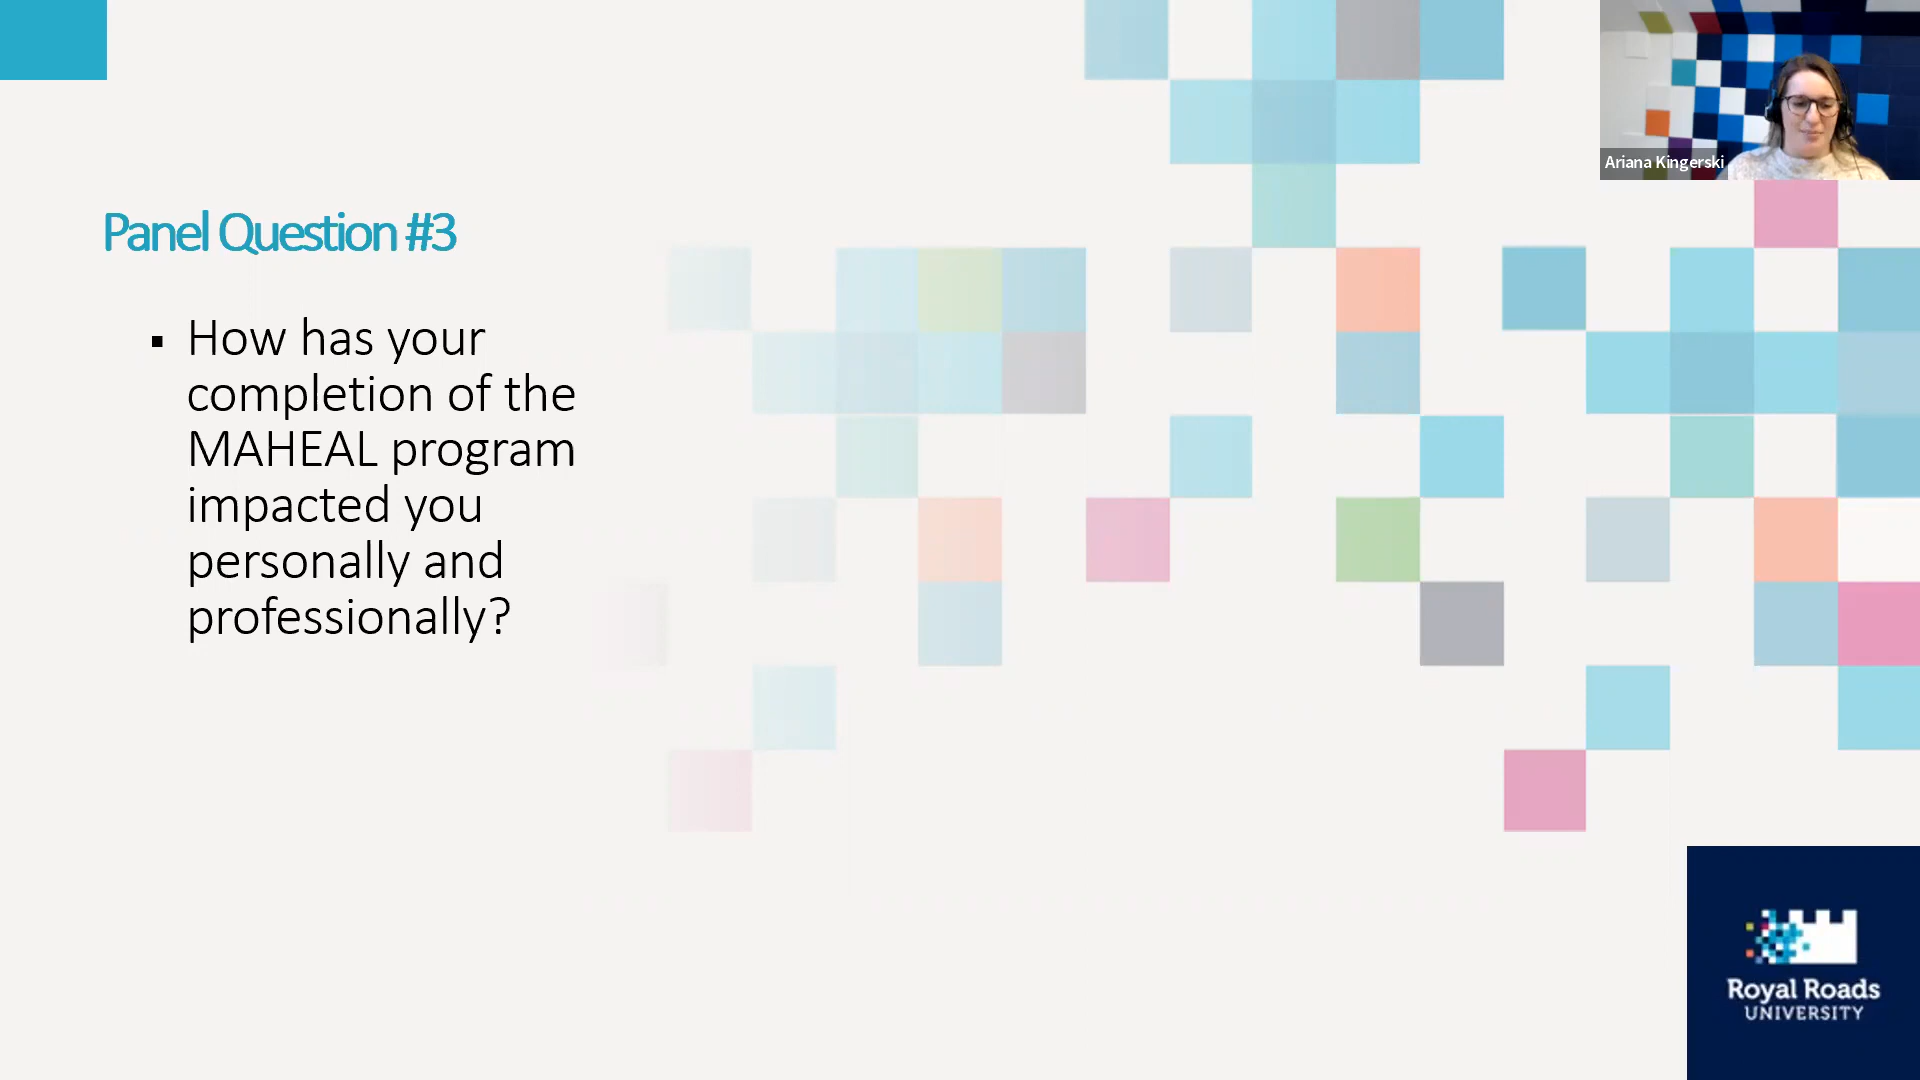 Ariana Kingerski
Panel Question #3
▪ How has your
completion of the
MAHEAL program
impacted you
personally and
professionally?
Royal Roads
UNIVERSITY